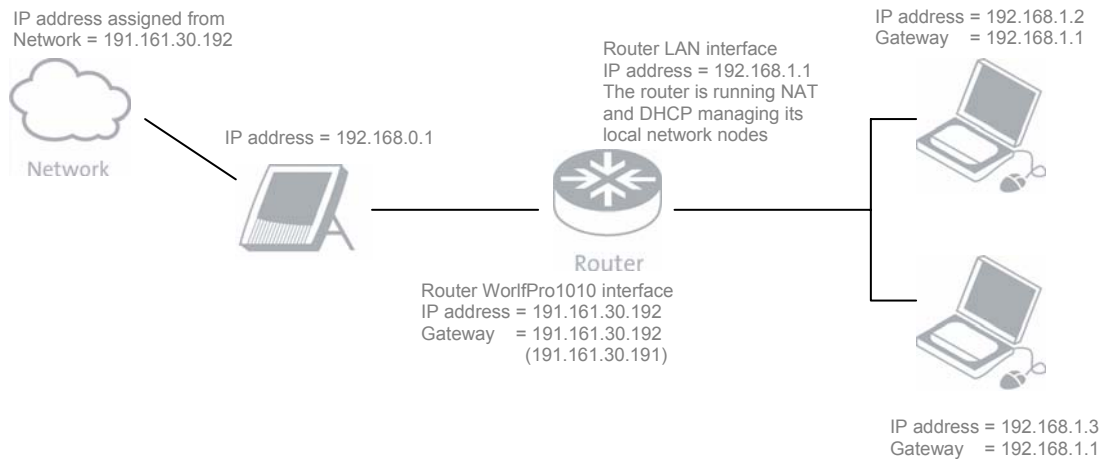 IP address assigned from
Network = 191.161.30.192
Network
IP address = 192.168.0.1
Router LAN interface
IP address = 192.168.1.1
The router is running NAT
and DHCP managing its
local network nodes
Router
Router WorlfPro1010 interface
IP address = 191.161.30.192
Gateway = 191.161.30.192
(191.161.30.191)
IP address = 192.168.1.2
Gateway = 192.168.1.1
IP address = 192.168.1.3
Gateway = 192.168.1.1